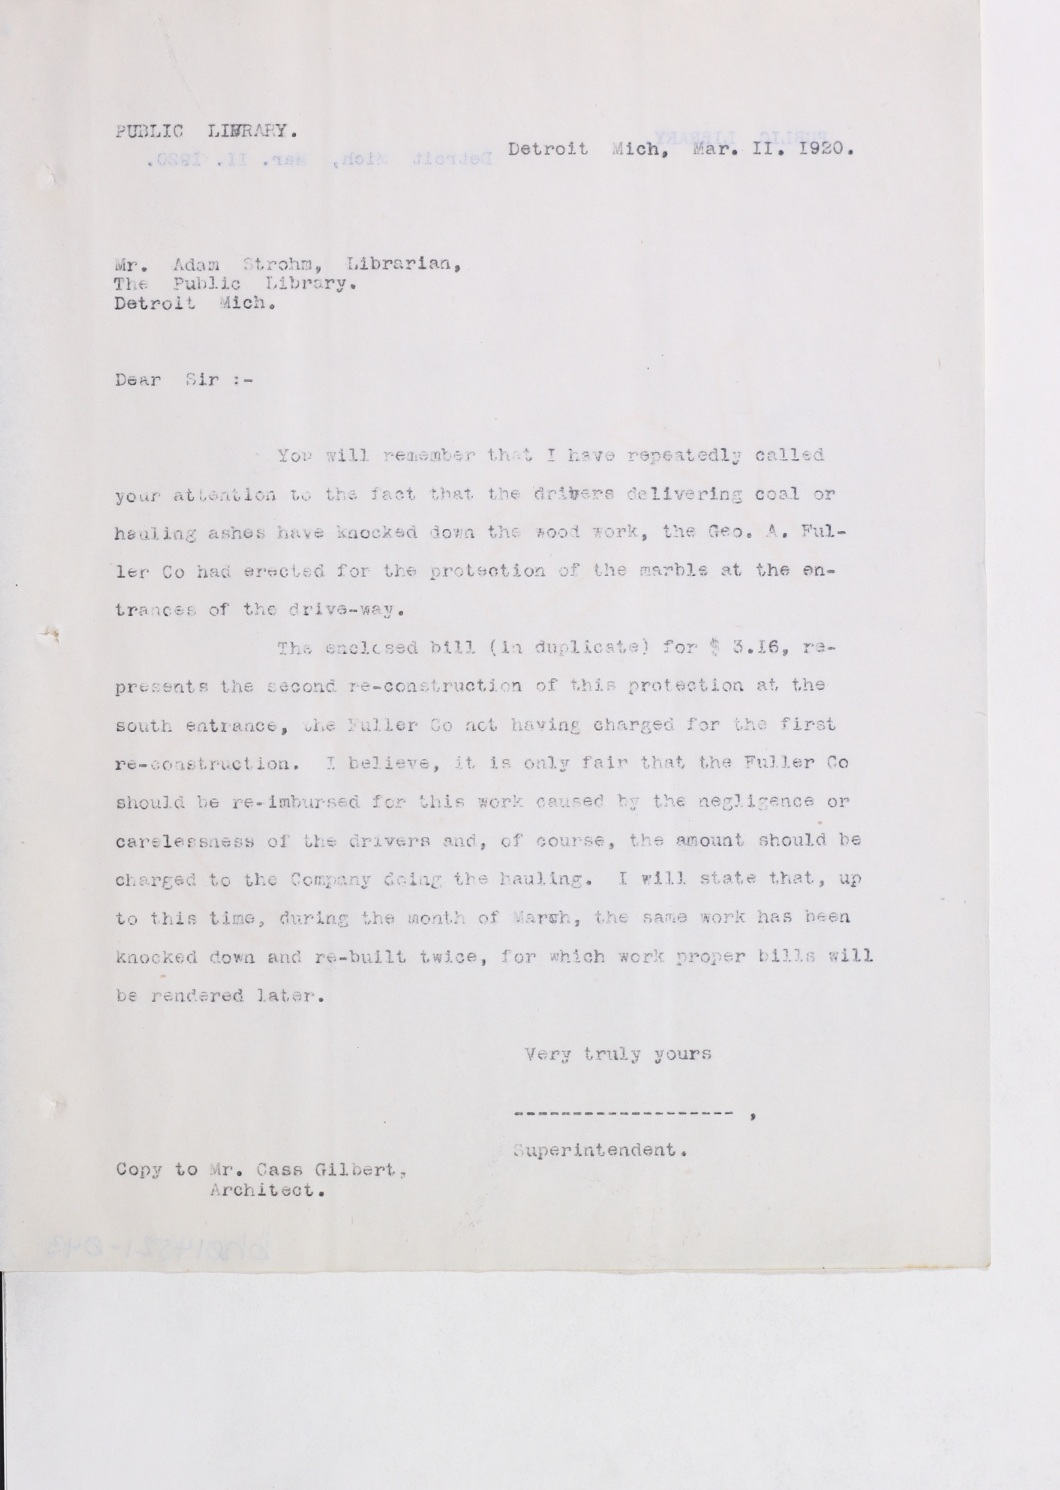 PUBLIC LIBRARY.
Detroit Mich, Mar. II. I920.
Mr. Adam Strohm, Librarian,
The Public Library.
Detroit Mich.
Dear Sir :-
You will remember that I have repeatedly called
your attention to the fact that the drivers delivering coal or
hauling ashes have knocked down the wood work, the Geo. A. Ful-
ler Co had erected for the protection of the marble at the en-
trances of the drive-way.
The enclosed bill (in duplicate) for $ 3.I6, re-
presents the second re-construction of this protection at the
south entrance, the Fuller Co not having charged for the first
re-construction. I believe, it is only fair that the Fuller Co
should be re-imbursed for this work caused by the negligence or
carelessness of the drivers and, of course, the amount should be
charged to the Company doing the hauling. I will state that, up
to this time, during the month of March, the same work has been
knocked down and re-built twice, for which work proper bills will
be rendered later.
Very truly yours
------------------- ,
Superintendent.
Copy to Mr. Cass Gilbert,
Architect.